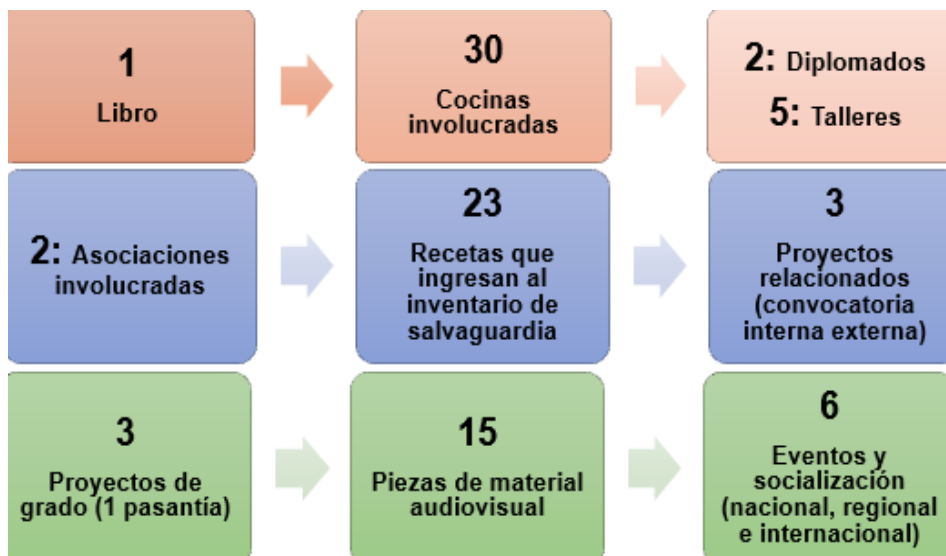 1
Libro
30
Cocinas
involucradas
2: Diplomados
5: Talleres
2: Asociaciones
involucradas
23
Recetas que
ingresan al
inventario de
salvaguardia
3
Proyectos
relacionados
(convocatoria
interna externa)
3
Proyectos de
grado (1 pasantía)
15
Piezas de material
audiovisual
6
Eventos y
socialización
(nacional, regional
e internacional)